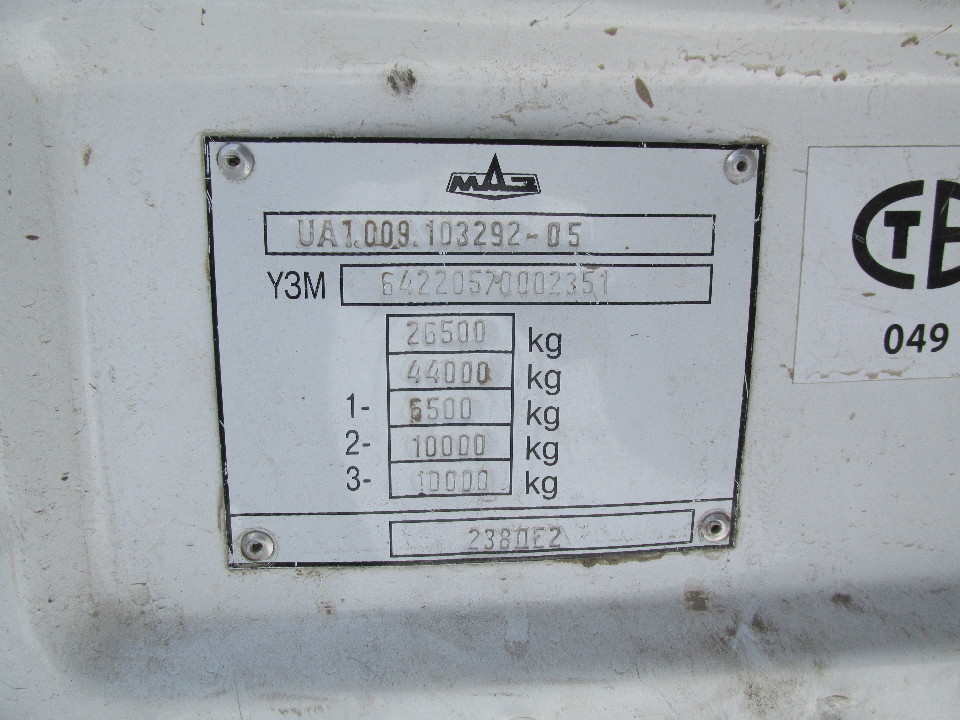 МАЗ
UA1.009.103292-05
Y3M 64220570002351
26500 kg
44000 kg
1- 6500 kg
2- 10000 kg
3- 10000 kg
238DE2
СТБ
049